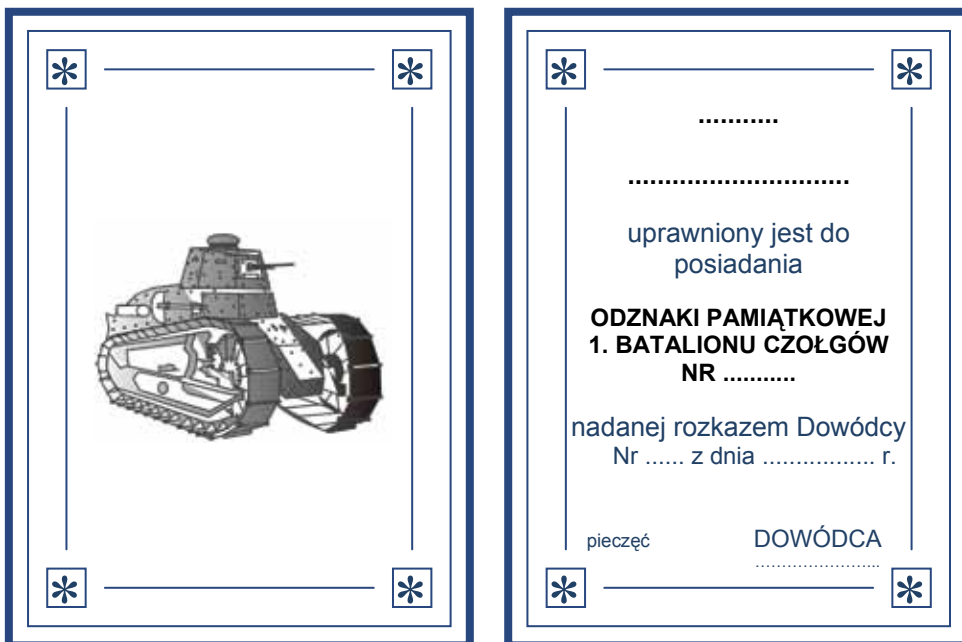 ...........
..............................
uprawniony jest do
posiadania
ODZNAKI PAMIĄTKOWEJ
1. BATALIONU CZOŁGÓW
NR ...........
nadanej rozkazem Dowódcy
Nr ...... z dnia ................. r.
pieczęć DOWÓDCA
........................